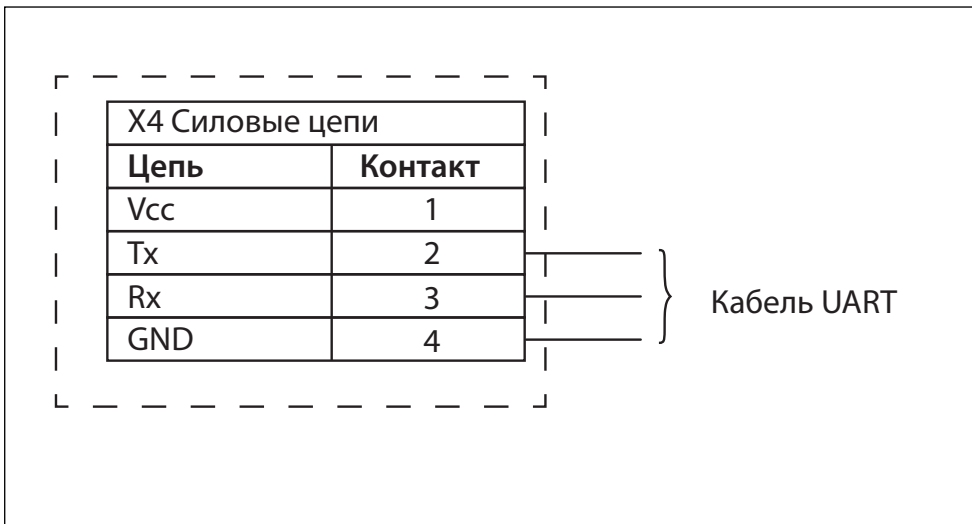 X4 Силовые цепи
Цепь Контакт
Vcc 1
Tx 2
Rx 3
GND 4
Кабель UART